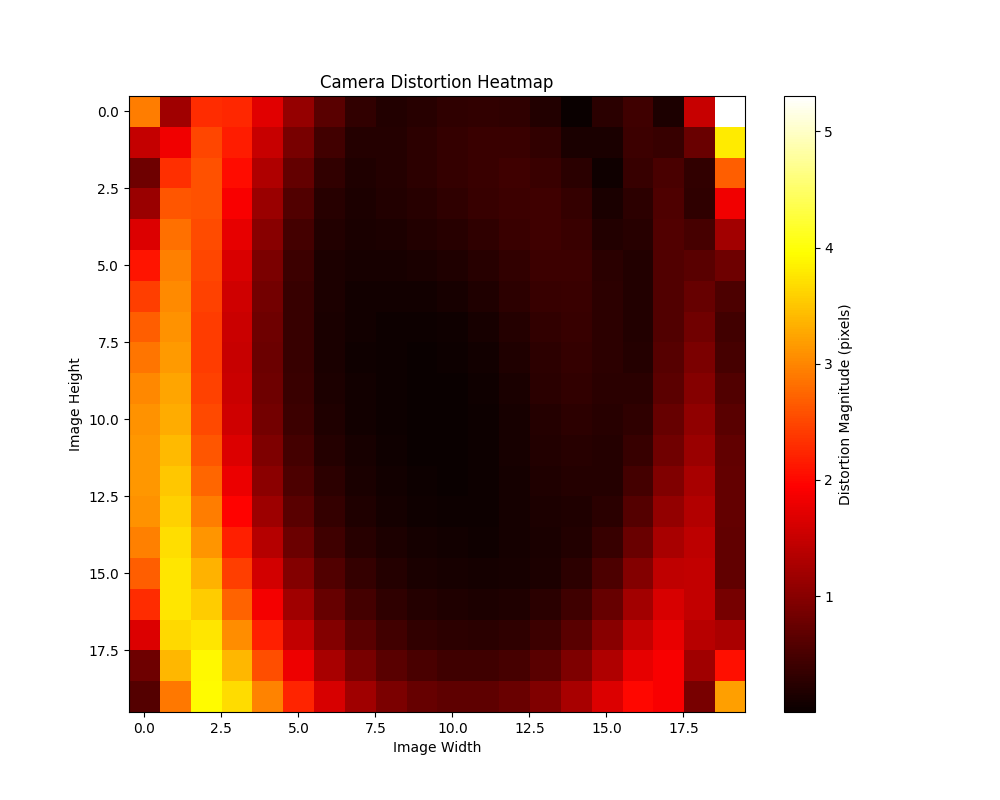 Camera Distortion Heatmap
0.0
2.5
5.0
7.5
10.0
12.5
15.0
17.5
Image Height
0.0 2.5 5.0 7.5 10.0 12.5 15.0 17.5
Image Width
5
4
3
2
1
Distortion Magnitude (pixels)